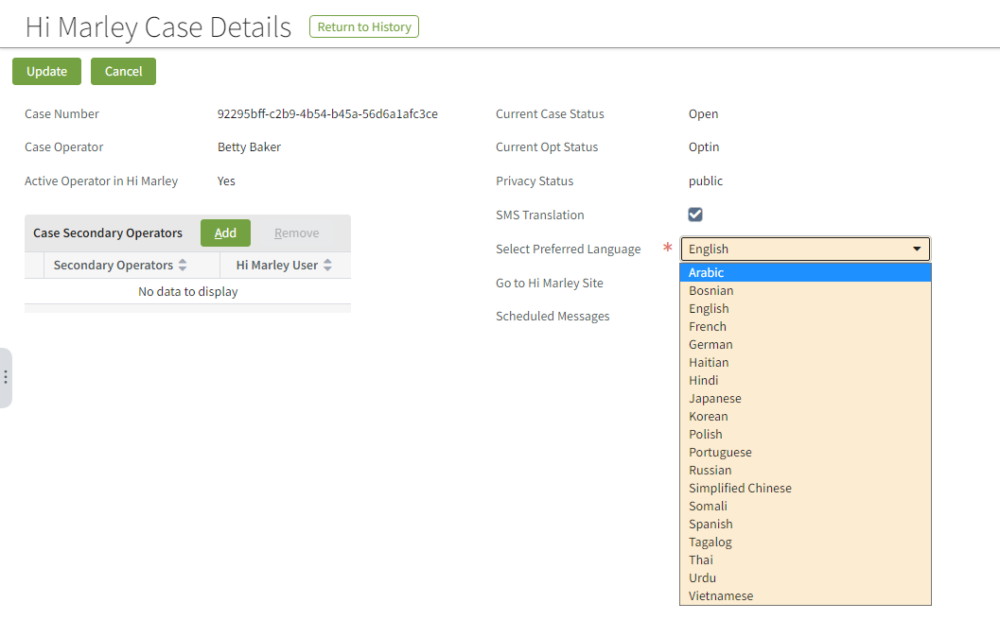 Hi Marley Case Details Return to History
Update Cancel
Case Number 92295bff-c2b9-4b54-b45a-56d6a1afc3ce
Case Operator Betty Baker
Active Operator in Hi Marley Yes
Case Secondary Operators Add Remove
Secondary Operators Hi Marley User
No data to display
Current Case Status Open
Current Opt Status Optin
Privacy Status public
SMS Translation
Select Preferred Language * English
Go to Hi Marley Site
Scheduled Messages
Arabic
Bosnian
English
French
German
Haitian
Hindi
Japanese
Korean
Polish
Portuguese
Russian
Simplified Chinese
Somali
Spanish
Tagalog
Thai
Urdu
Vietnamese